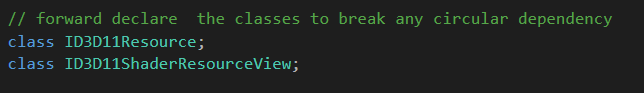 // forward declare  the classes to break any circular dependency
class ID3D11Resource;
class ID3D11ShaderResourceView;